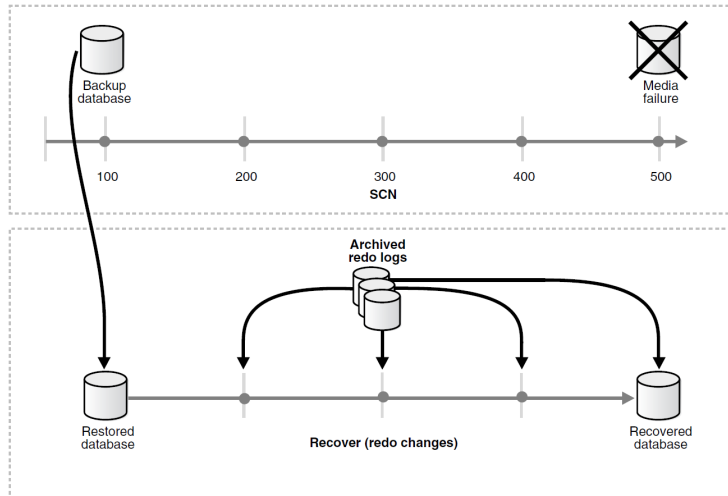 Backup
database
Media
failure
100
200
300
400
500
SCN
Archived
redo logs
Restored
database
Recover (redo changes)
Recovered
database